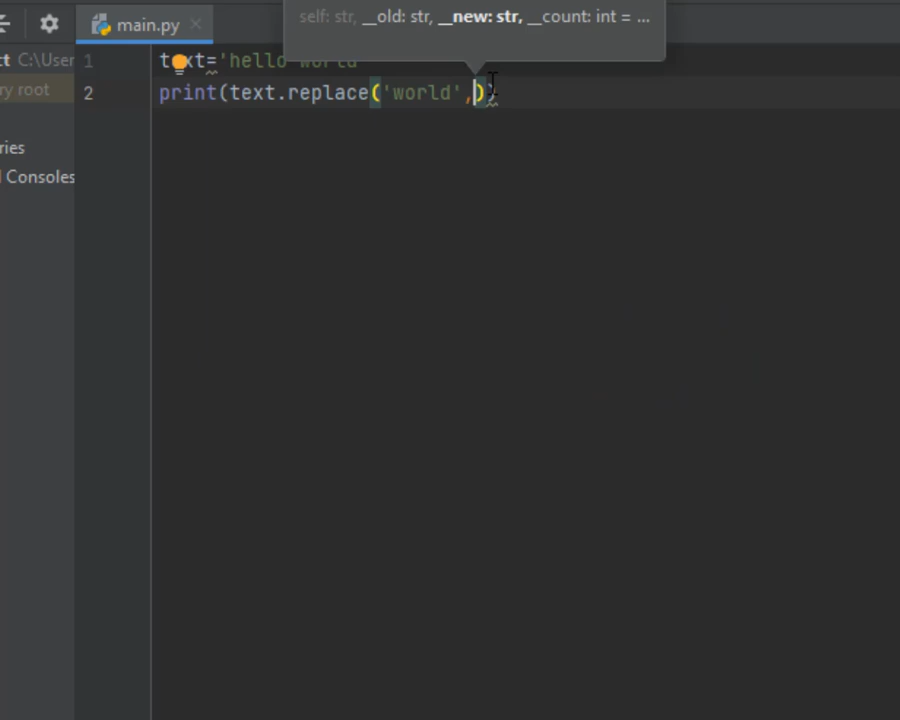 main.py
self: str, __old: str, __new: str, __count: int = ...
ct C:\User
1 text='hello world
ry root
2 print(text.replace('world',))
ries
l Consoles